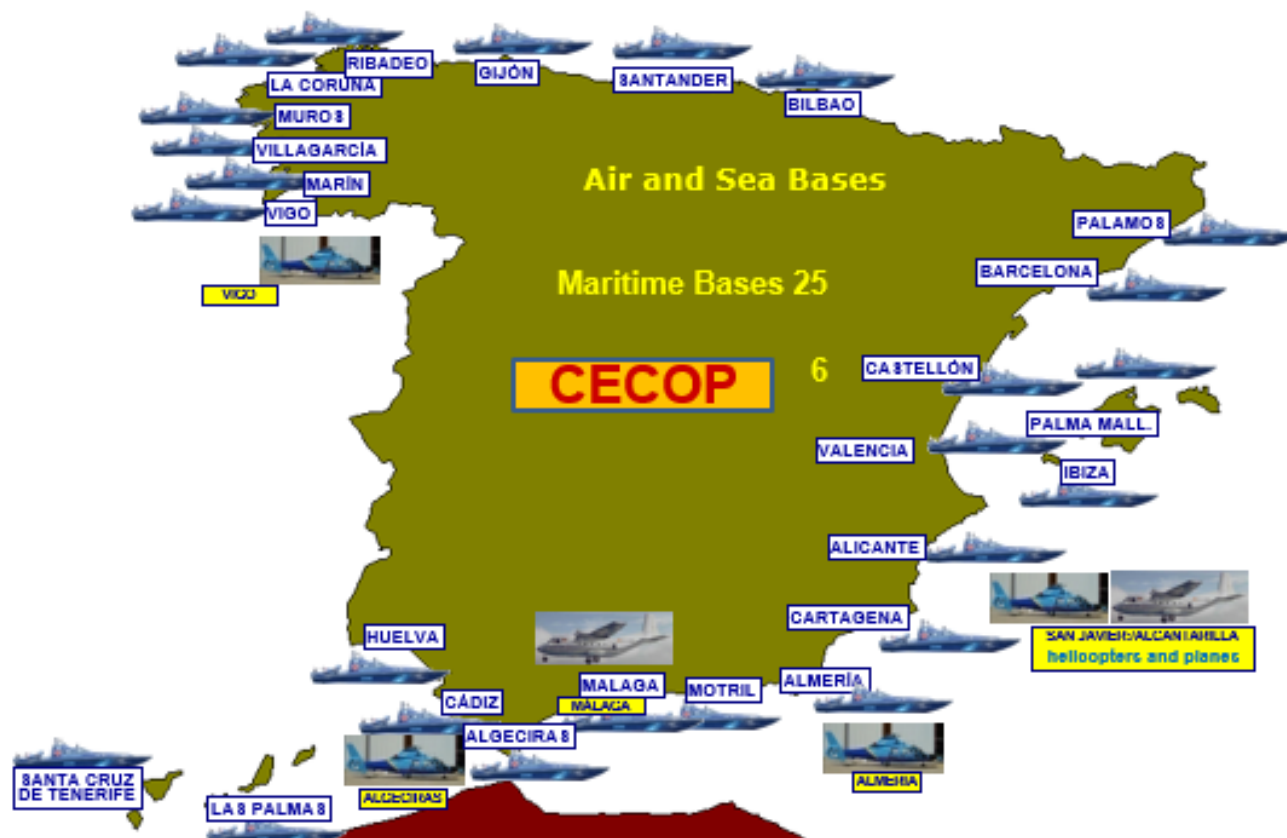 RIBADEO
GIJÓN
SANTANDER
LA CORUÑA
BILBAO
MUROS
VILLAGARCÍA
MARÍN
Air and Sea Bases
VIGO
PALAMOS
BARCELONA
Maritime Bases 25
VIGO
CECOP
6
CASTELLÓN
PALMA MALL.
VALENCIA
IBIZA
ALICANTE
CARTAGENA
HUELVA
SAN JAVIER/ALCANTARILLA
helicopters and planes
MALAGA
MOTRIL
ALMERÍA
CÁDIZ
MÁLAGA
ALGECIRAS
SANTA CRUZ
DE TENERIFE
ALMERIA
ALGECIRAS
LAS PALMAS